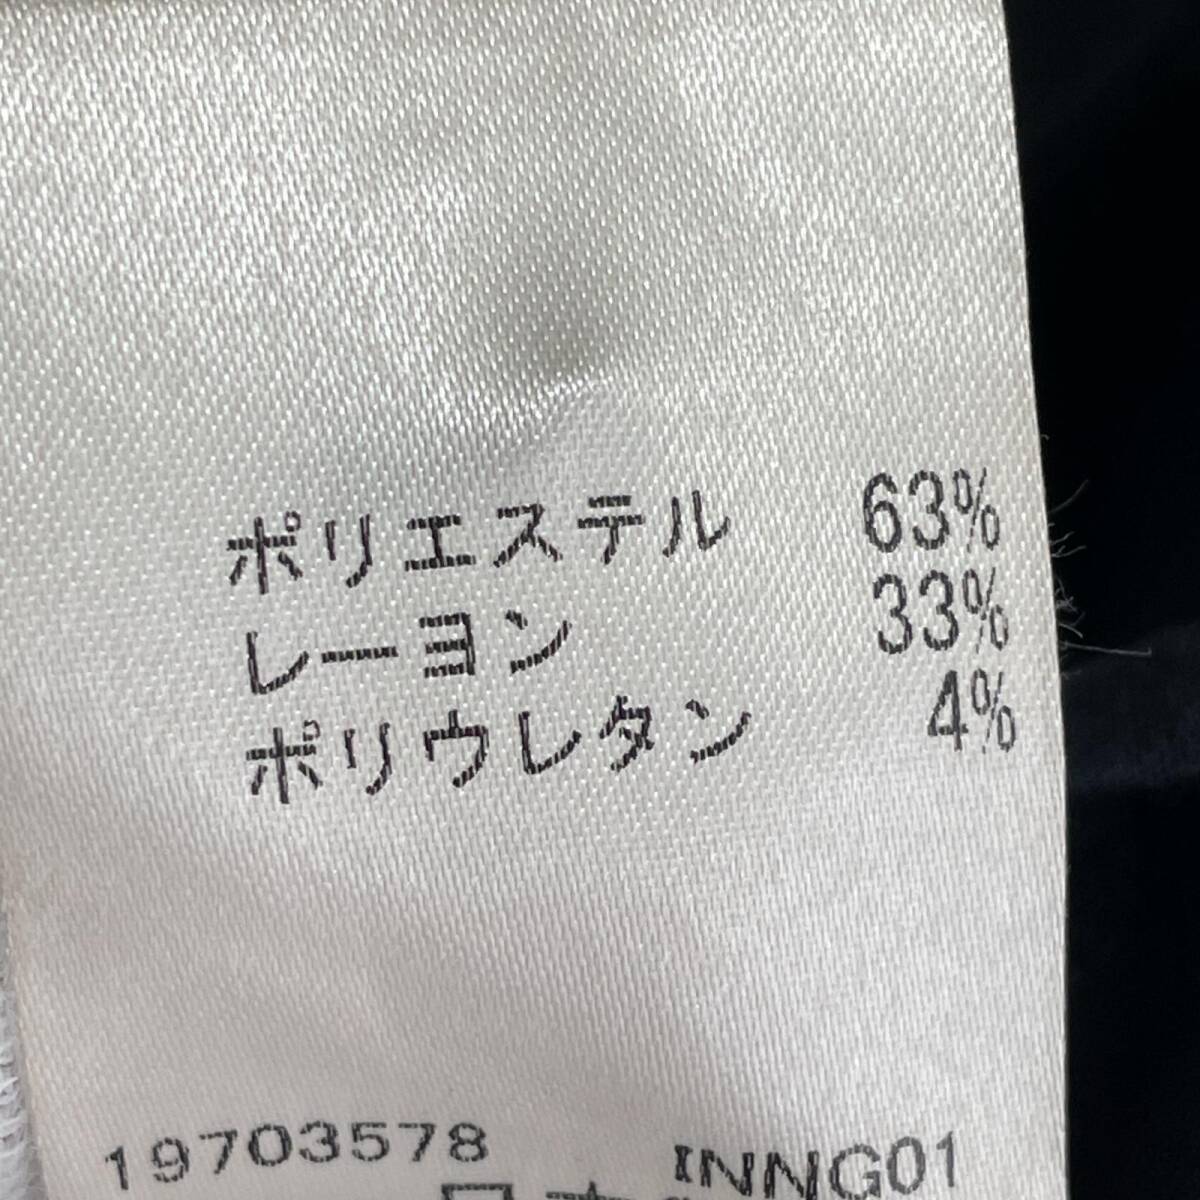 ポリエステル 63%
レーヨン 33%
ポリウレタン 4%
19703578 INNG01